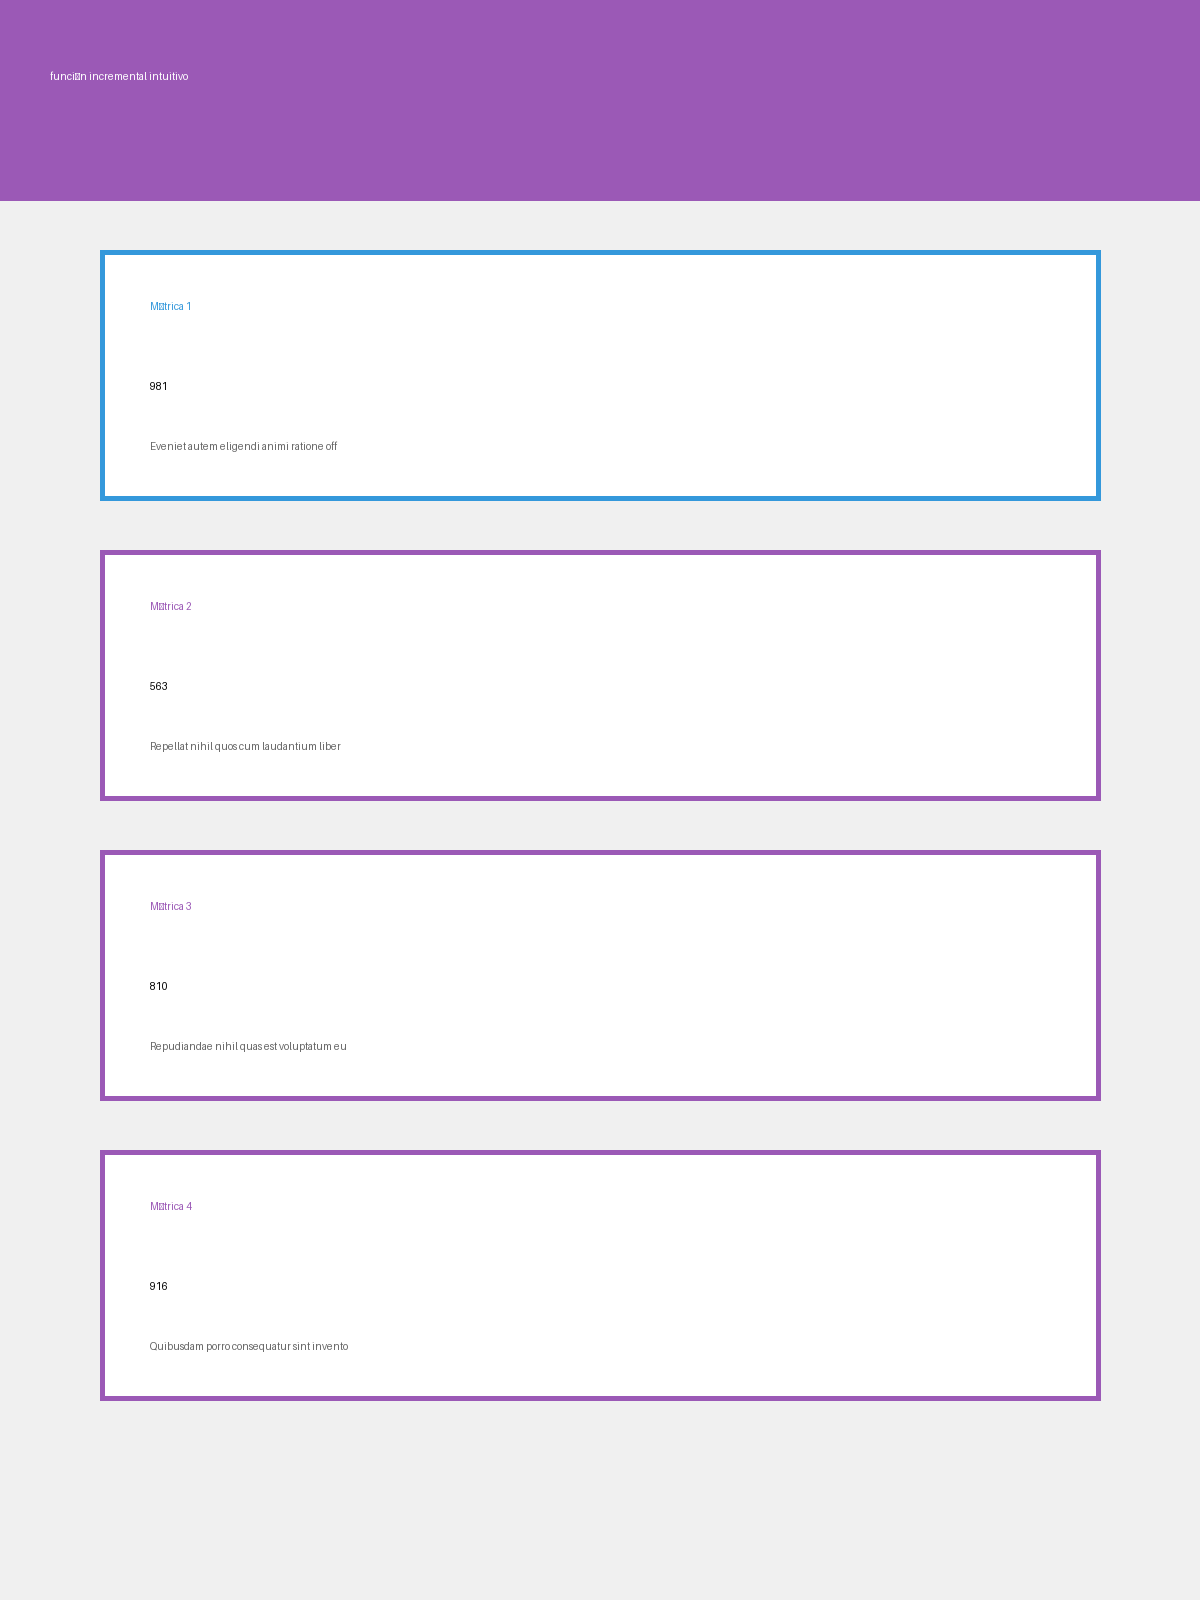 funci□n incremental intuitivo
M□trica 1
981
Eveniet autem eligendi animi ratione off
M□trica 2
563
Repellat nihil quos cum laudantium liber
M□trica 3
810
Repudiandae nihil quas est voluptatum eu
M□trica 4
916
Quibusdam porro consequatur sint invento